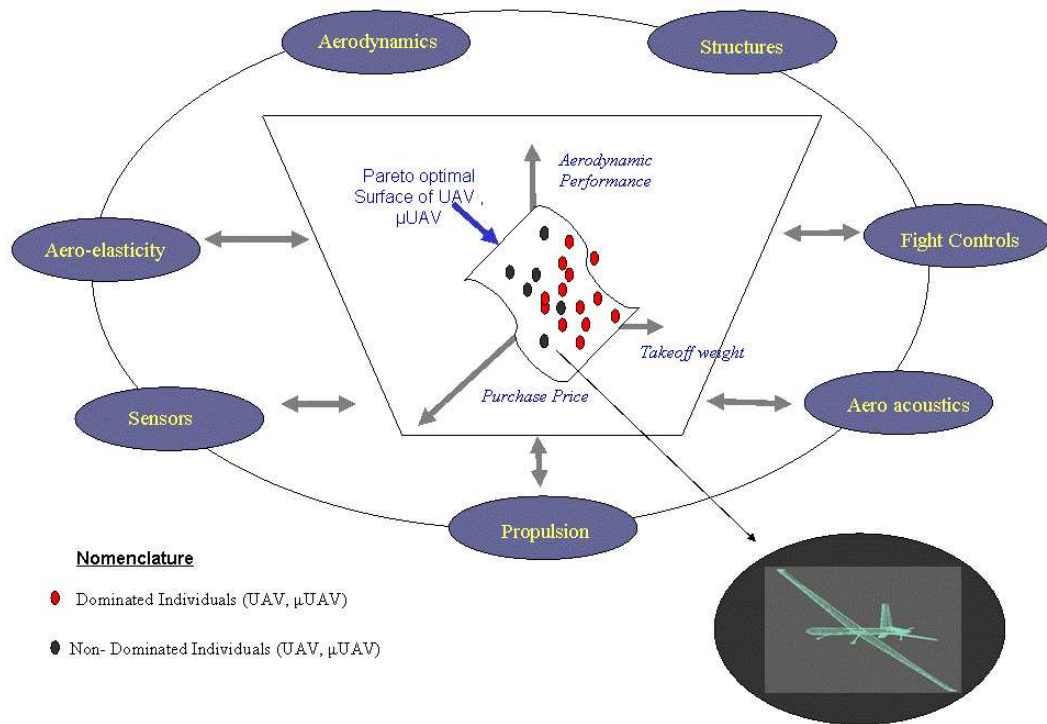 Aerodynamics
Structures
Pareto optimal
Surface of UAV ,
µUAV
Aerodynamic
Performance
Aero-elasticity
Fight Controls
Takeoff weight
Purchase Price
Sensors
Aero acoustics
Propulsion
Nomenclature
Dominated Individuals (UAV, µUAV)
Non- Dominated Individuals (UAV, µUAV)